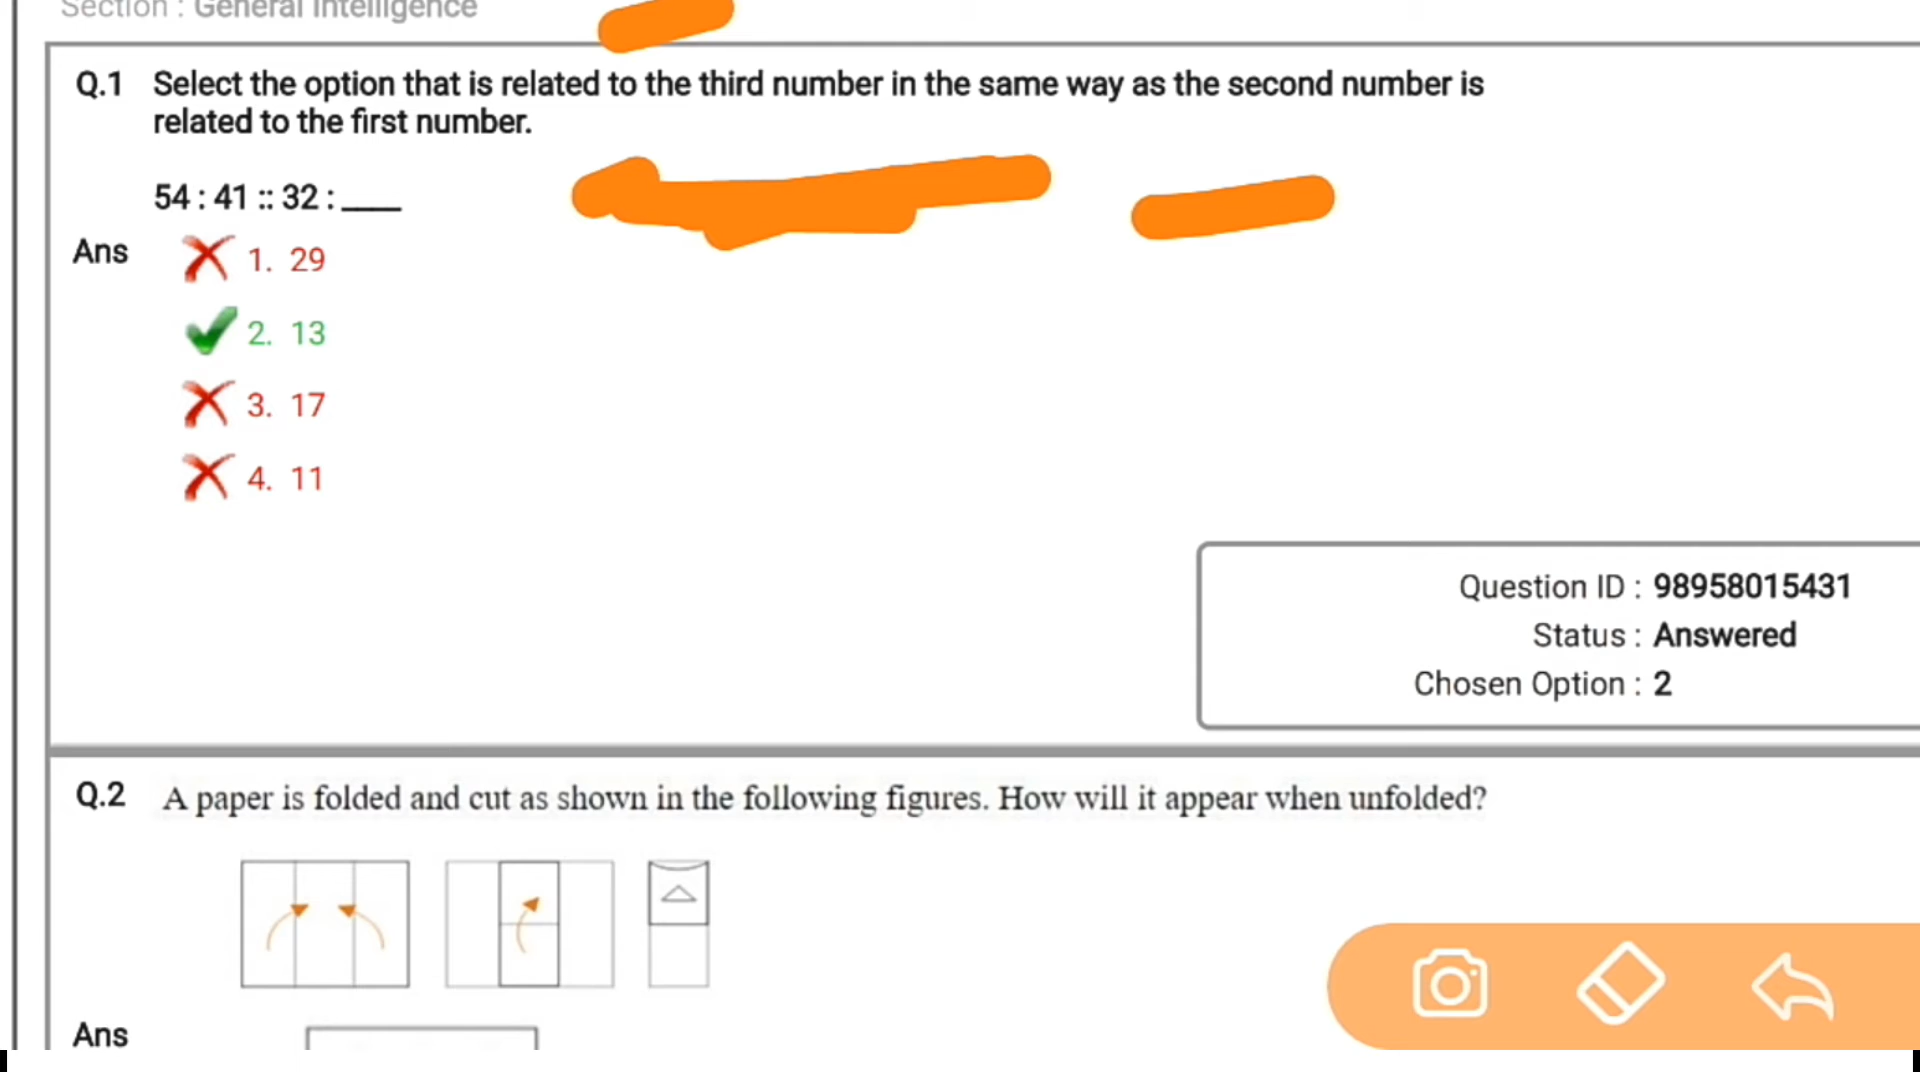 Section : General Intelligence
Q.1 Select the option that is related to the third number in the same way as the second number is
related to the first number.
54 : 41 :: 32 : ____
Ans 1. 29
2. 13
3. 17
4. 11
Question ID : 98958015431
Status : Answered
Chosen Option : 2
Q.2 A paper is folded and cut as shown in the following figures. How will it appear when unfolded?
Ans